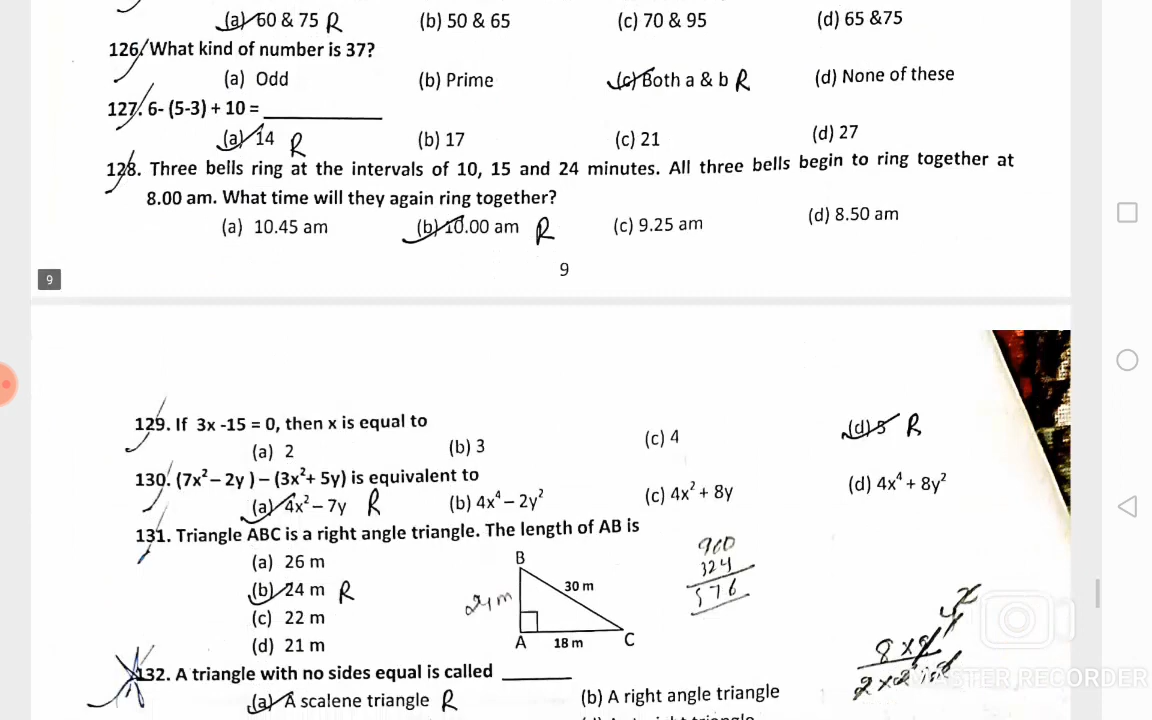 (a) 60 & 75 R (b) 50 & 65 (c) 70 & 95 (d) 65 &75
126. What kind of number is 37?
(a) Odd (b) Prime (c) Both a & b R (d) None of these
127. 6- (5-3) + 10 = __________
(a) 14 R (b) 17 (c) 21 (d) 27
128. Three bells ring at the intervals of 10, 15 and 24 minutes. All three bells begin to ring together at
8.00 am. What time will they again ring together?
(a) 10.45 am (b) 10.00 am R (c) 9.25 am (d) 8.50 am
9
9
129. If 3x -15 = 0, then x is equal to
(a) 2 (b) 3 (c) 4 (d) 5 R
130. (7x² – 2y ) – (3x²+ 5y) is equivalent to
(a) 4x² – 7y R (b) 4x⁴ – 2y² (c) 4x² + 8y (d) 4x⁴ + 8y²
131. Triangle ABC is a right angle triangle. The length of AB is
(a) 26 m
(b) 24 m R
(c) 22 m
(d) 21 m
B
30 m
24 m
A 18 m C
900
324
576
8 x
MASTER RECORDER
132. A triangle with no sides equal is called ______
(a) A scalene triangle R (b) A right angle triangle